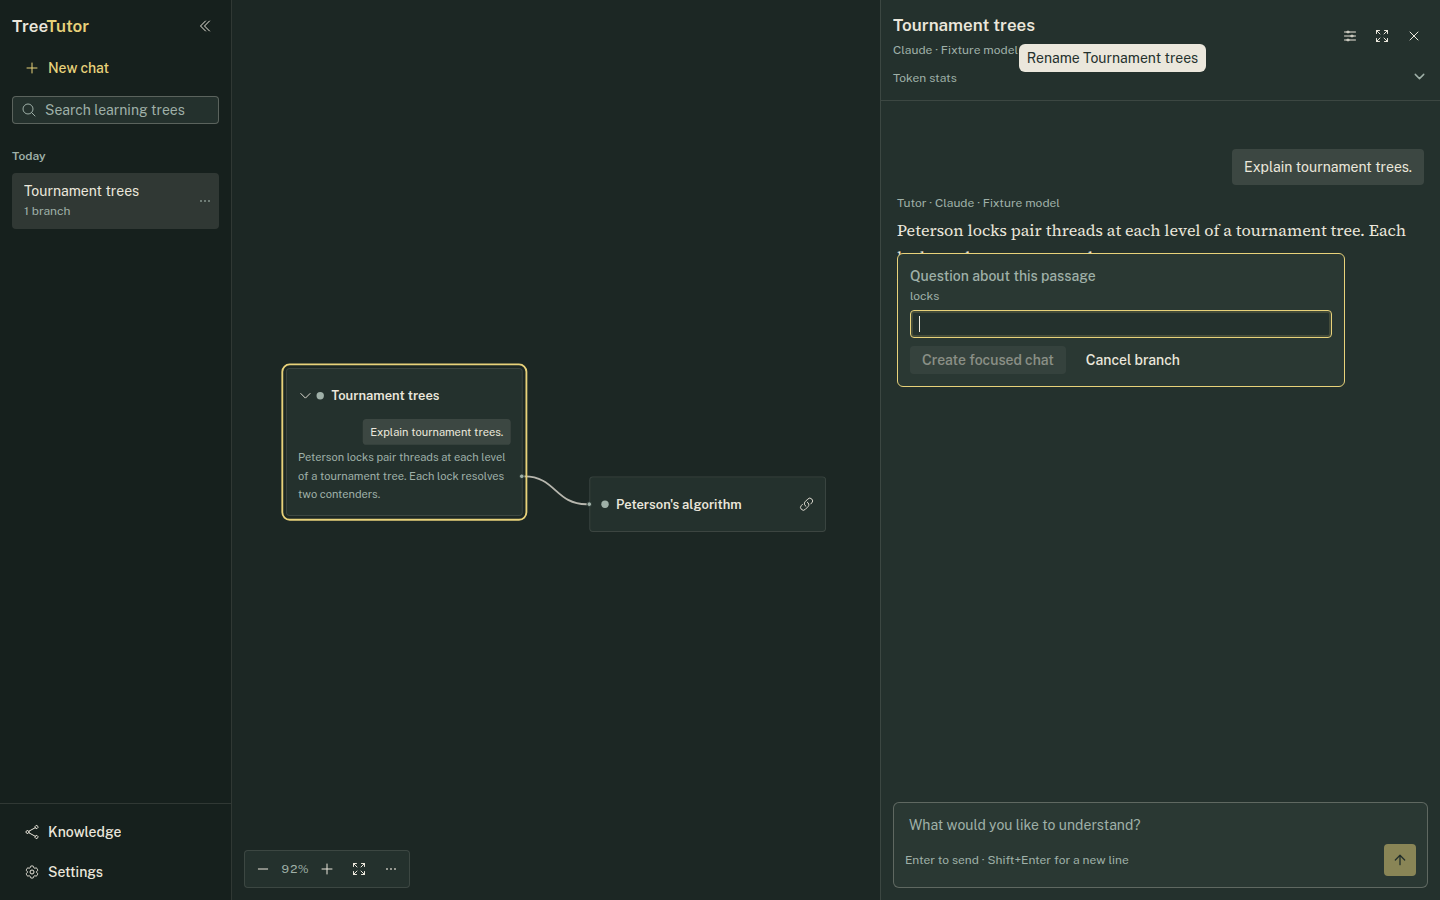 TreeTutor
New chat
Search learning trees
Today
Tournament trees
1 branch
Knowledge
Settings
Tournament trees
Explain tournament trees.
Peterson locks pair threads at each level
of a tournament tree. Each lock resolves
two contenders.
Peterson's algorithm
92%
Tournament trees
Claude · Fixture model
Rename Tournament trees
Token stats
Explain tournament trees.
Tutor · Claude · Fixture model
Peterson locks pair threads at each level of a tournament tree. Each
Question about this passage
locks
Create focused chat
Cancel branch
What would you like to understand?
Enter to send · Shift+Enter for a new line